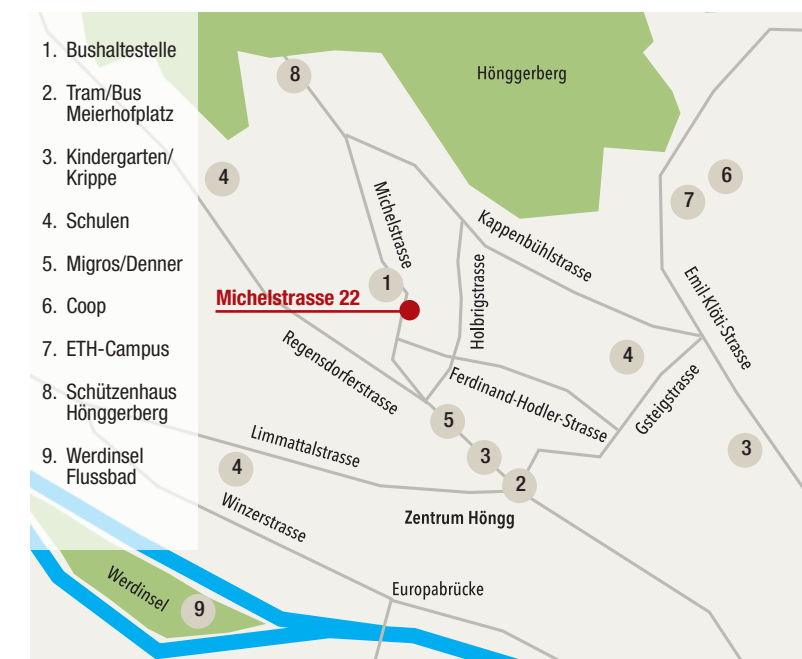 1. Bushaltestelle
2. Tram/Bus
Meierhofplatz
3. Kindergarten/
Krippe
4. Schulen
5. Migros/Denner
6. Coop
7. ETH-Campus
8. Schützenhaus
Hönggerberg
9. Werdinsel
Flussbad
Hönggerberg
8
4
6
7
Michelstrasse
Kappenbühlstrasse
1
Michelstrasse 22
Holbrigstrasse
Emil-Klöti-Strasse
Regensdorferstrasse
4
Ferdinand-Hodler-Strasse
Gsteigstrasse
5
Limmattalstrasse
3
3
4
2
Winzerstrasse
Zentrum Höngg
Werdinsel
9
Europabrücke